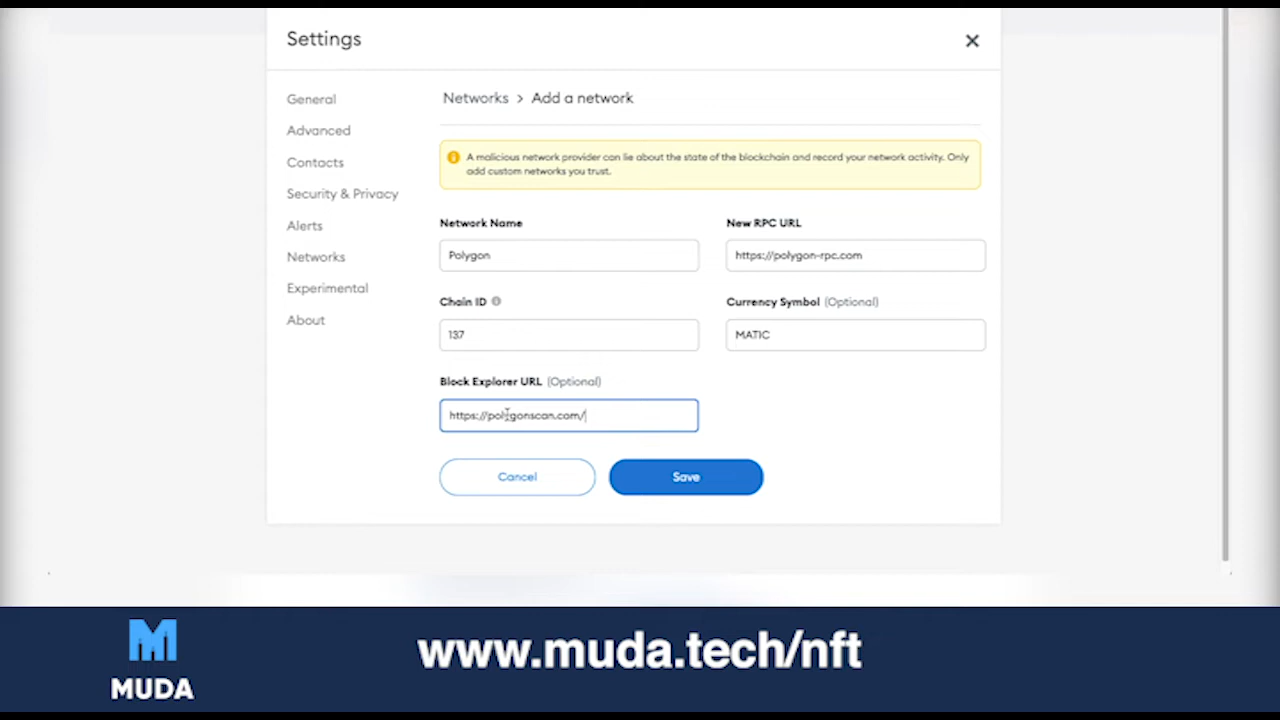 Settings
General
Advanced
Contacts
Security & Privacy
Alerts
Networks
Experimental
About
Networks > Add a network
A malicious network provider can lie about the state of the blockchain and record your network activity. Only
add custom networks you trust.
Network Name
Polygon
New RPC URL
https://polygon-rpc.com
Chain ID
137
Currency Symbol (Optional)
MATIC
Block Explorer URL (Optional)
https://polygonscan.com/
Cancel
Save
MUDA
www.muda.tech/nft